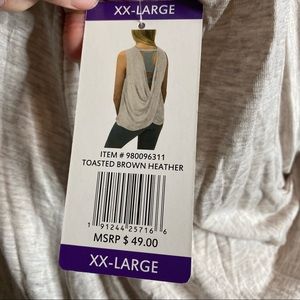 XX-LARGE
ITEM # 980096311
TOASTED BROWN HEATHER
1 91244 25716 6
MSRP $ 49.00
XX-LARGE